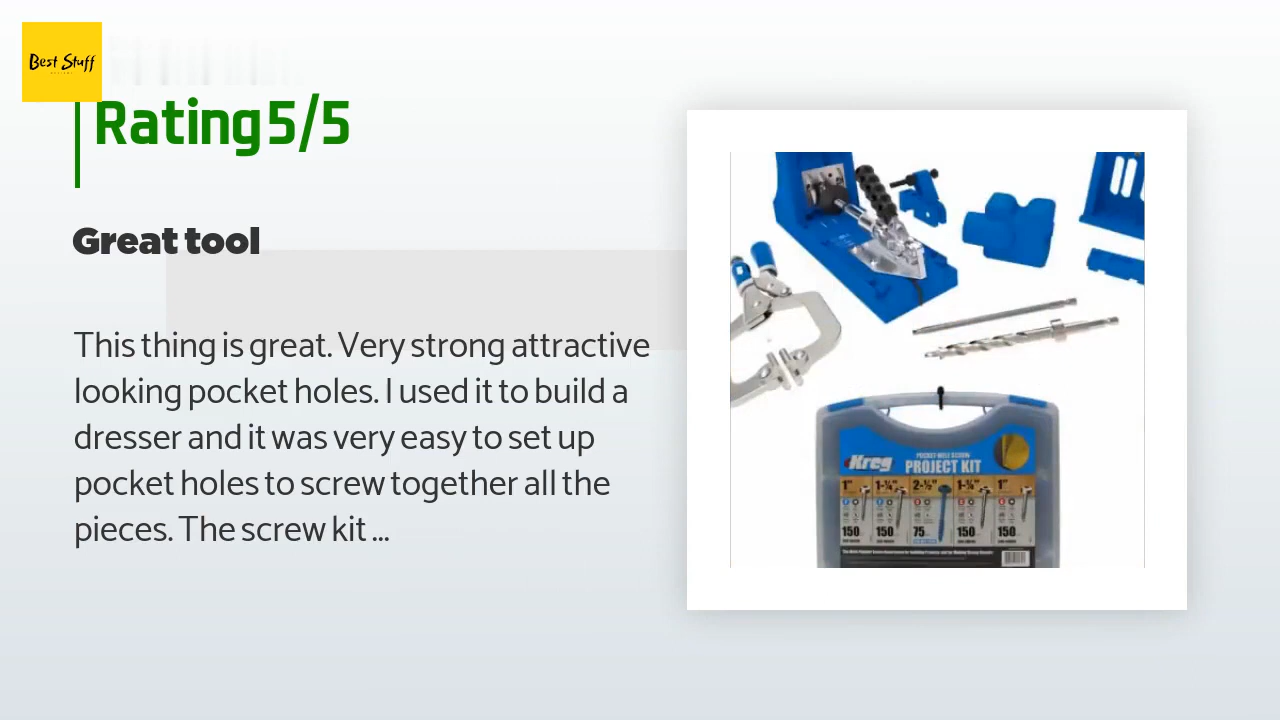 Best Stuff
Rating 5/5
Great tool
This thing is great. Very strong attractive
looking pocket holes. I used it to build a
dresser and it was very easy to set up
pocket holes to screw together all the
pieces. The screw kit ...
Kreg
POCKET-HOLE SCREW
PROJECT KIT
1" 1-¼" 2-½" 1-¼" 1"
150 150 75 150 150